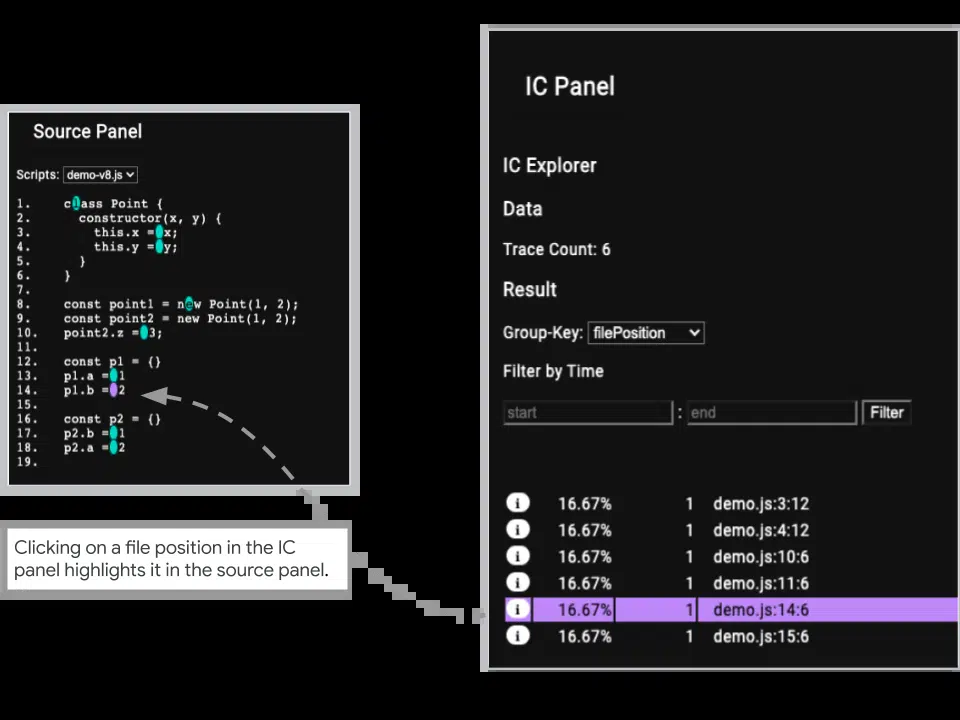 Source Panel
Scripts: demo-v8.js
1. class Point {
2. constructor(x, y) {
3. this.x = x;
4. this.y = y;
5. }
6. }
7.
8. const point1 = new Point(1, 2);
9. const point2 = new Point(1, 2);
10. point2.z = 3;
11.
12. const p1 = {}
13. p1.a = 1
14. p1.b = 2
15.
16. const p2 = {}
17. p2.b = 1
18. p2.a = 2
19.
Clicking on a file position in the IC
panel highlights it in the source panel.
IC Panel
IC Explorer
Data
Trace Count: 6
Result
Group-Key: filePosition
Filter by Time
start : end Filter
i 16.67% 1 demo.js:3:12
i 16.67% 1 demo.js:4:12
i 16.67% 1 demo.js:10:6
i 16.67% 1 demo.js:11:6
i 16.67% 1 demo.js:14:6
i 16.67% 1 demo.js:15:6